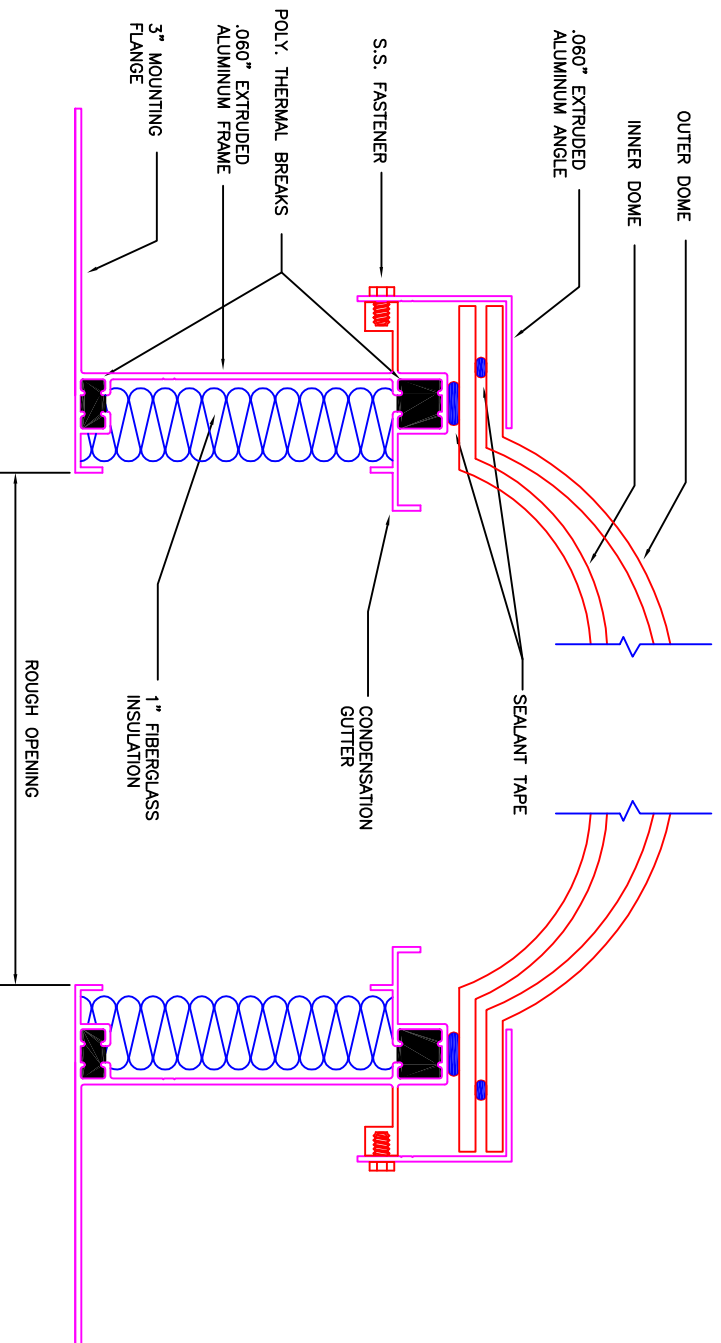 OUTER DOME
INNER DOME
.060" EXTRUDED
ALUMINUM ANGLE
S.S. FASTENER
POLY. THERMAL BREAKS
.060" EXTRUDED
ALUMINUM FRAME
3" MOUNTING
FLANGE
SEALANT TAPE
CONDENSATION
GUTTER
1" FIBERGLASS
INSULATION
ROUGH OPENING